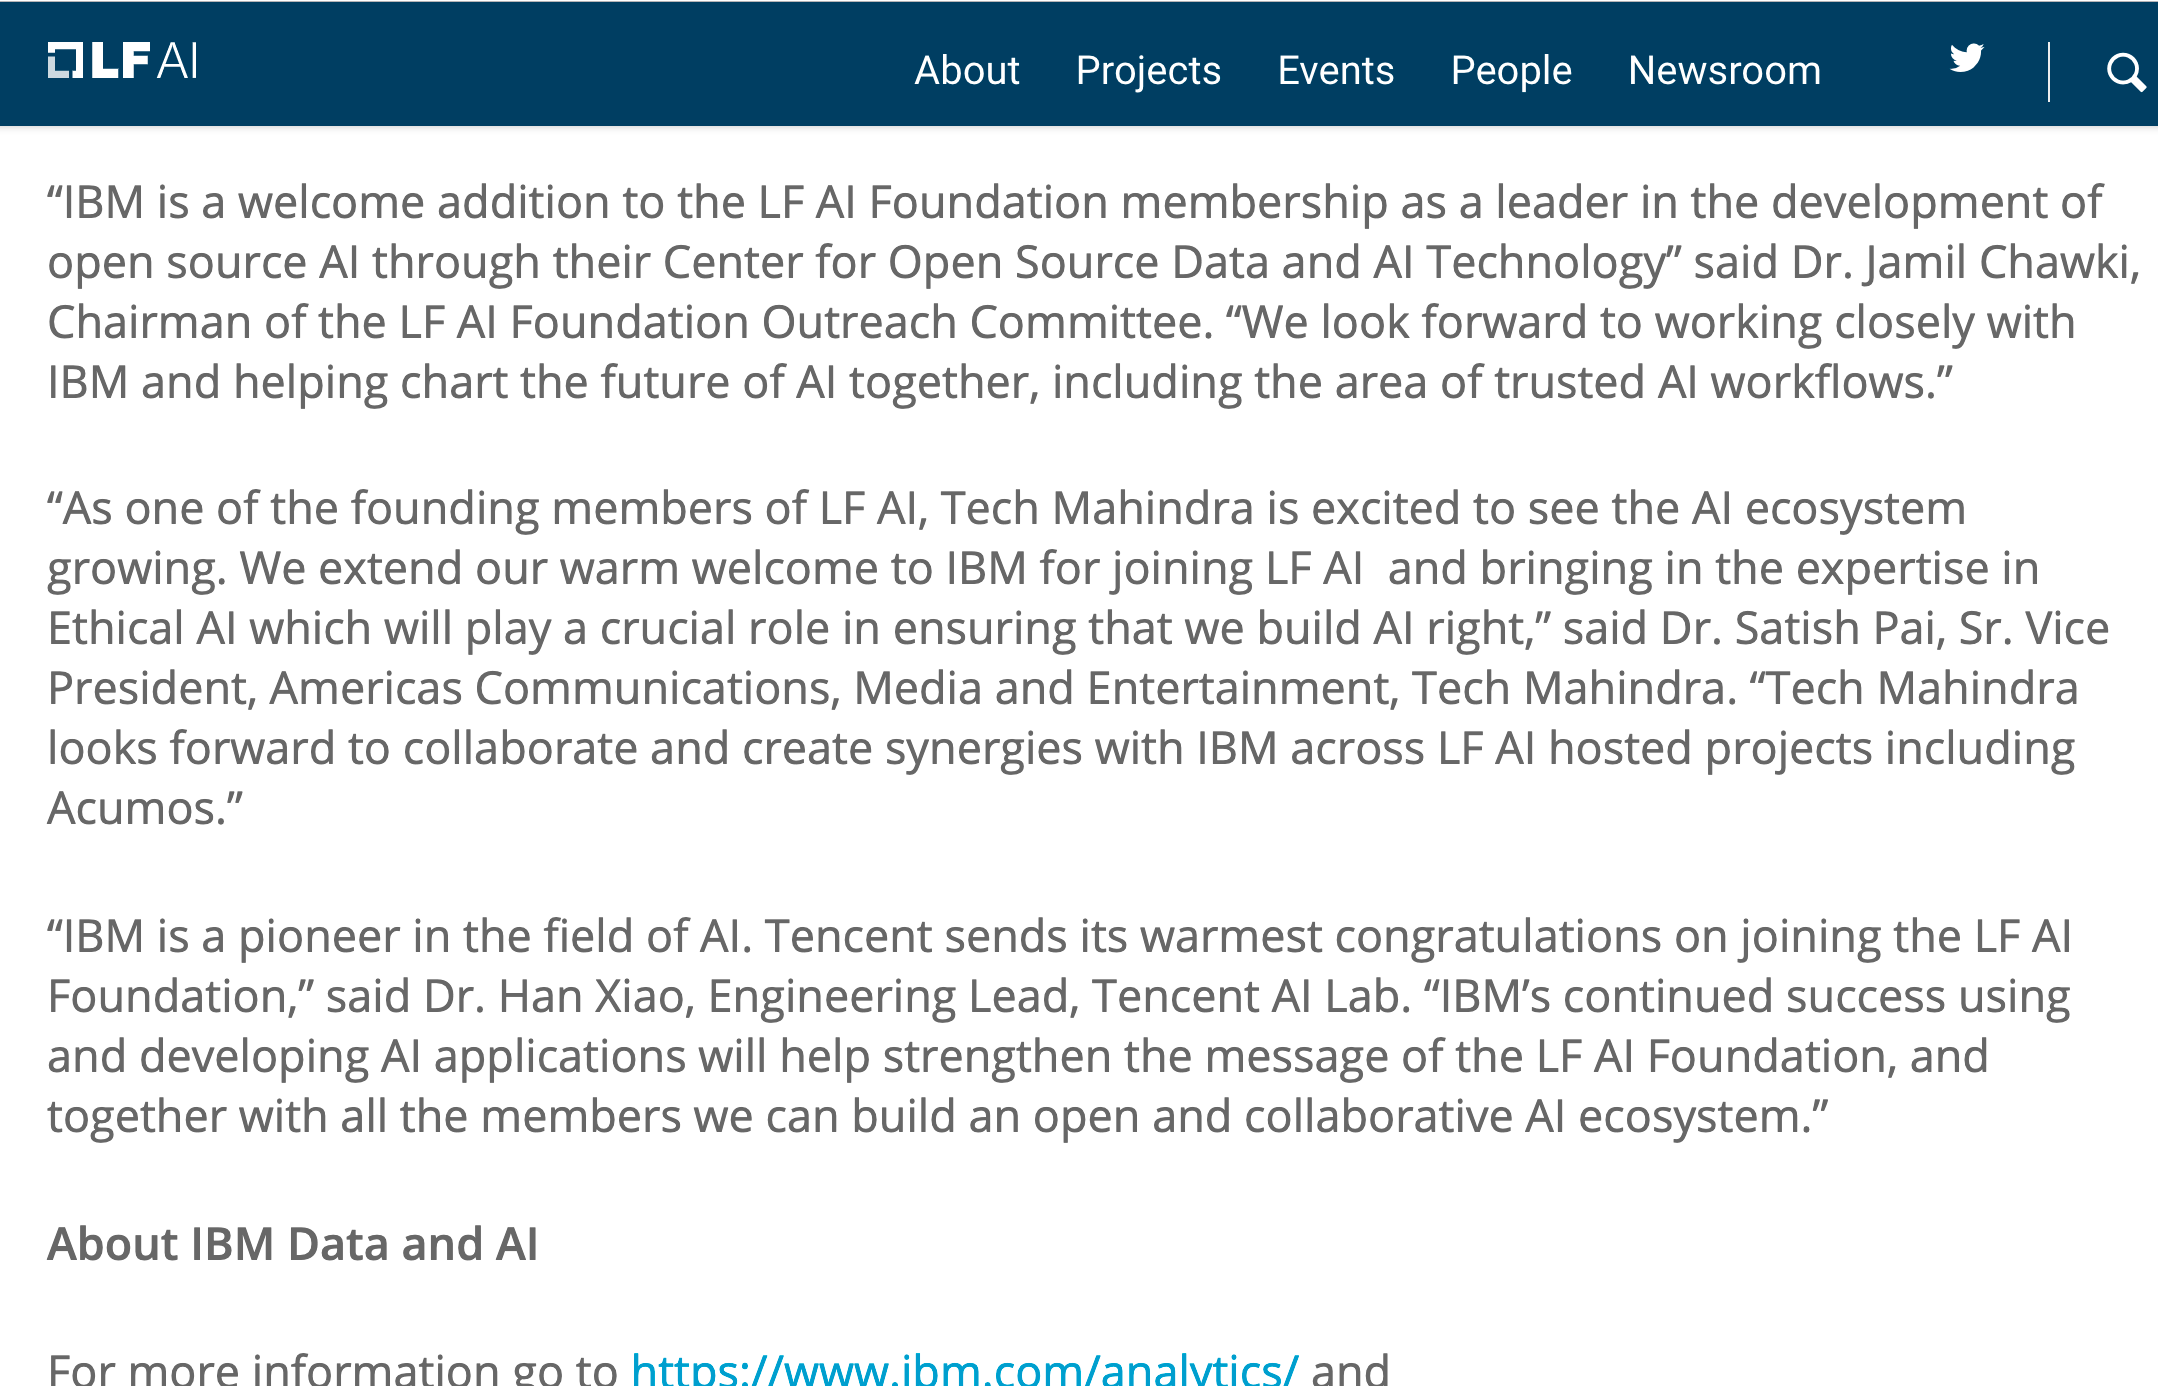 LF AI
About Projects Events People Newsroom
“IBM is a welcome addition to the LF AI Foundation membership as a leader in the development of
open source AI through their Center for Open Source Data and AI Technology” said Dr. Jamil Chawki,
Chairman of the LF AI Foundation Outreach Committee. “We look forward to working closely with
IBM and helping chart the future of AI together, including the area of trusted AI workflows.”
“As one of the founding members of LF AI, Tech Mahindra is excited to see the AI ecosystem
growing. We extend our warm welcome to IBM for joining LF AI  and bringing in the expertise in
Ethical AI which will play a crucial role in ensuring that we build AI right,” said Dr. Satish Pai, Sr. Vice
President, Americas Communications, Media and Entertainment, Tech Mahindra. “Tech Mahindra
looks forward to collaborate and create synergies with IBM across LF AI hosted projects including
Acumos.”
“IBM is a pioneer in the field of AI. Tencent sends its warmest congratulations on joining the LF AI
Foundation,” said Dr. Han Xiao, Engineering Lead, Tencent AI Lab. “IBM’s continued success using
and developing AI applications will help strengthen the message of the LF AI Foundation, and
together with all the members we can build an open and collaborative AI ecosystem.”
About IBM Data and AI
For more information go to https://www.ibm.com/analytics/ and